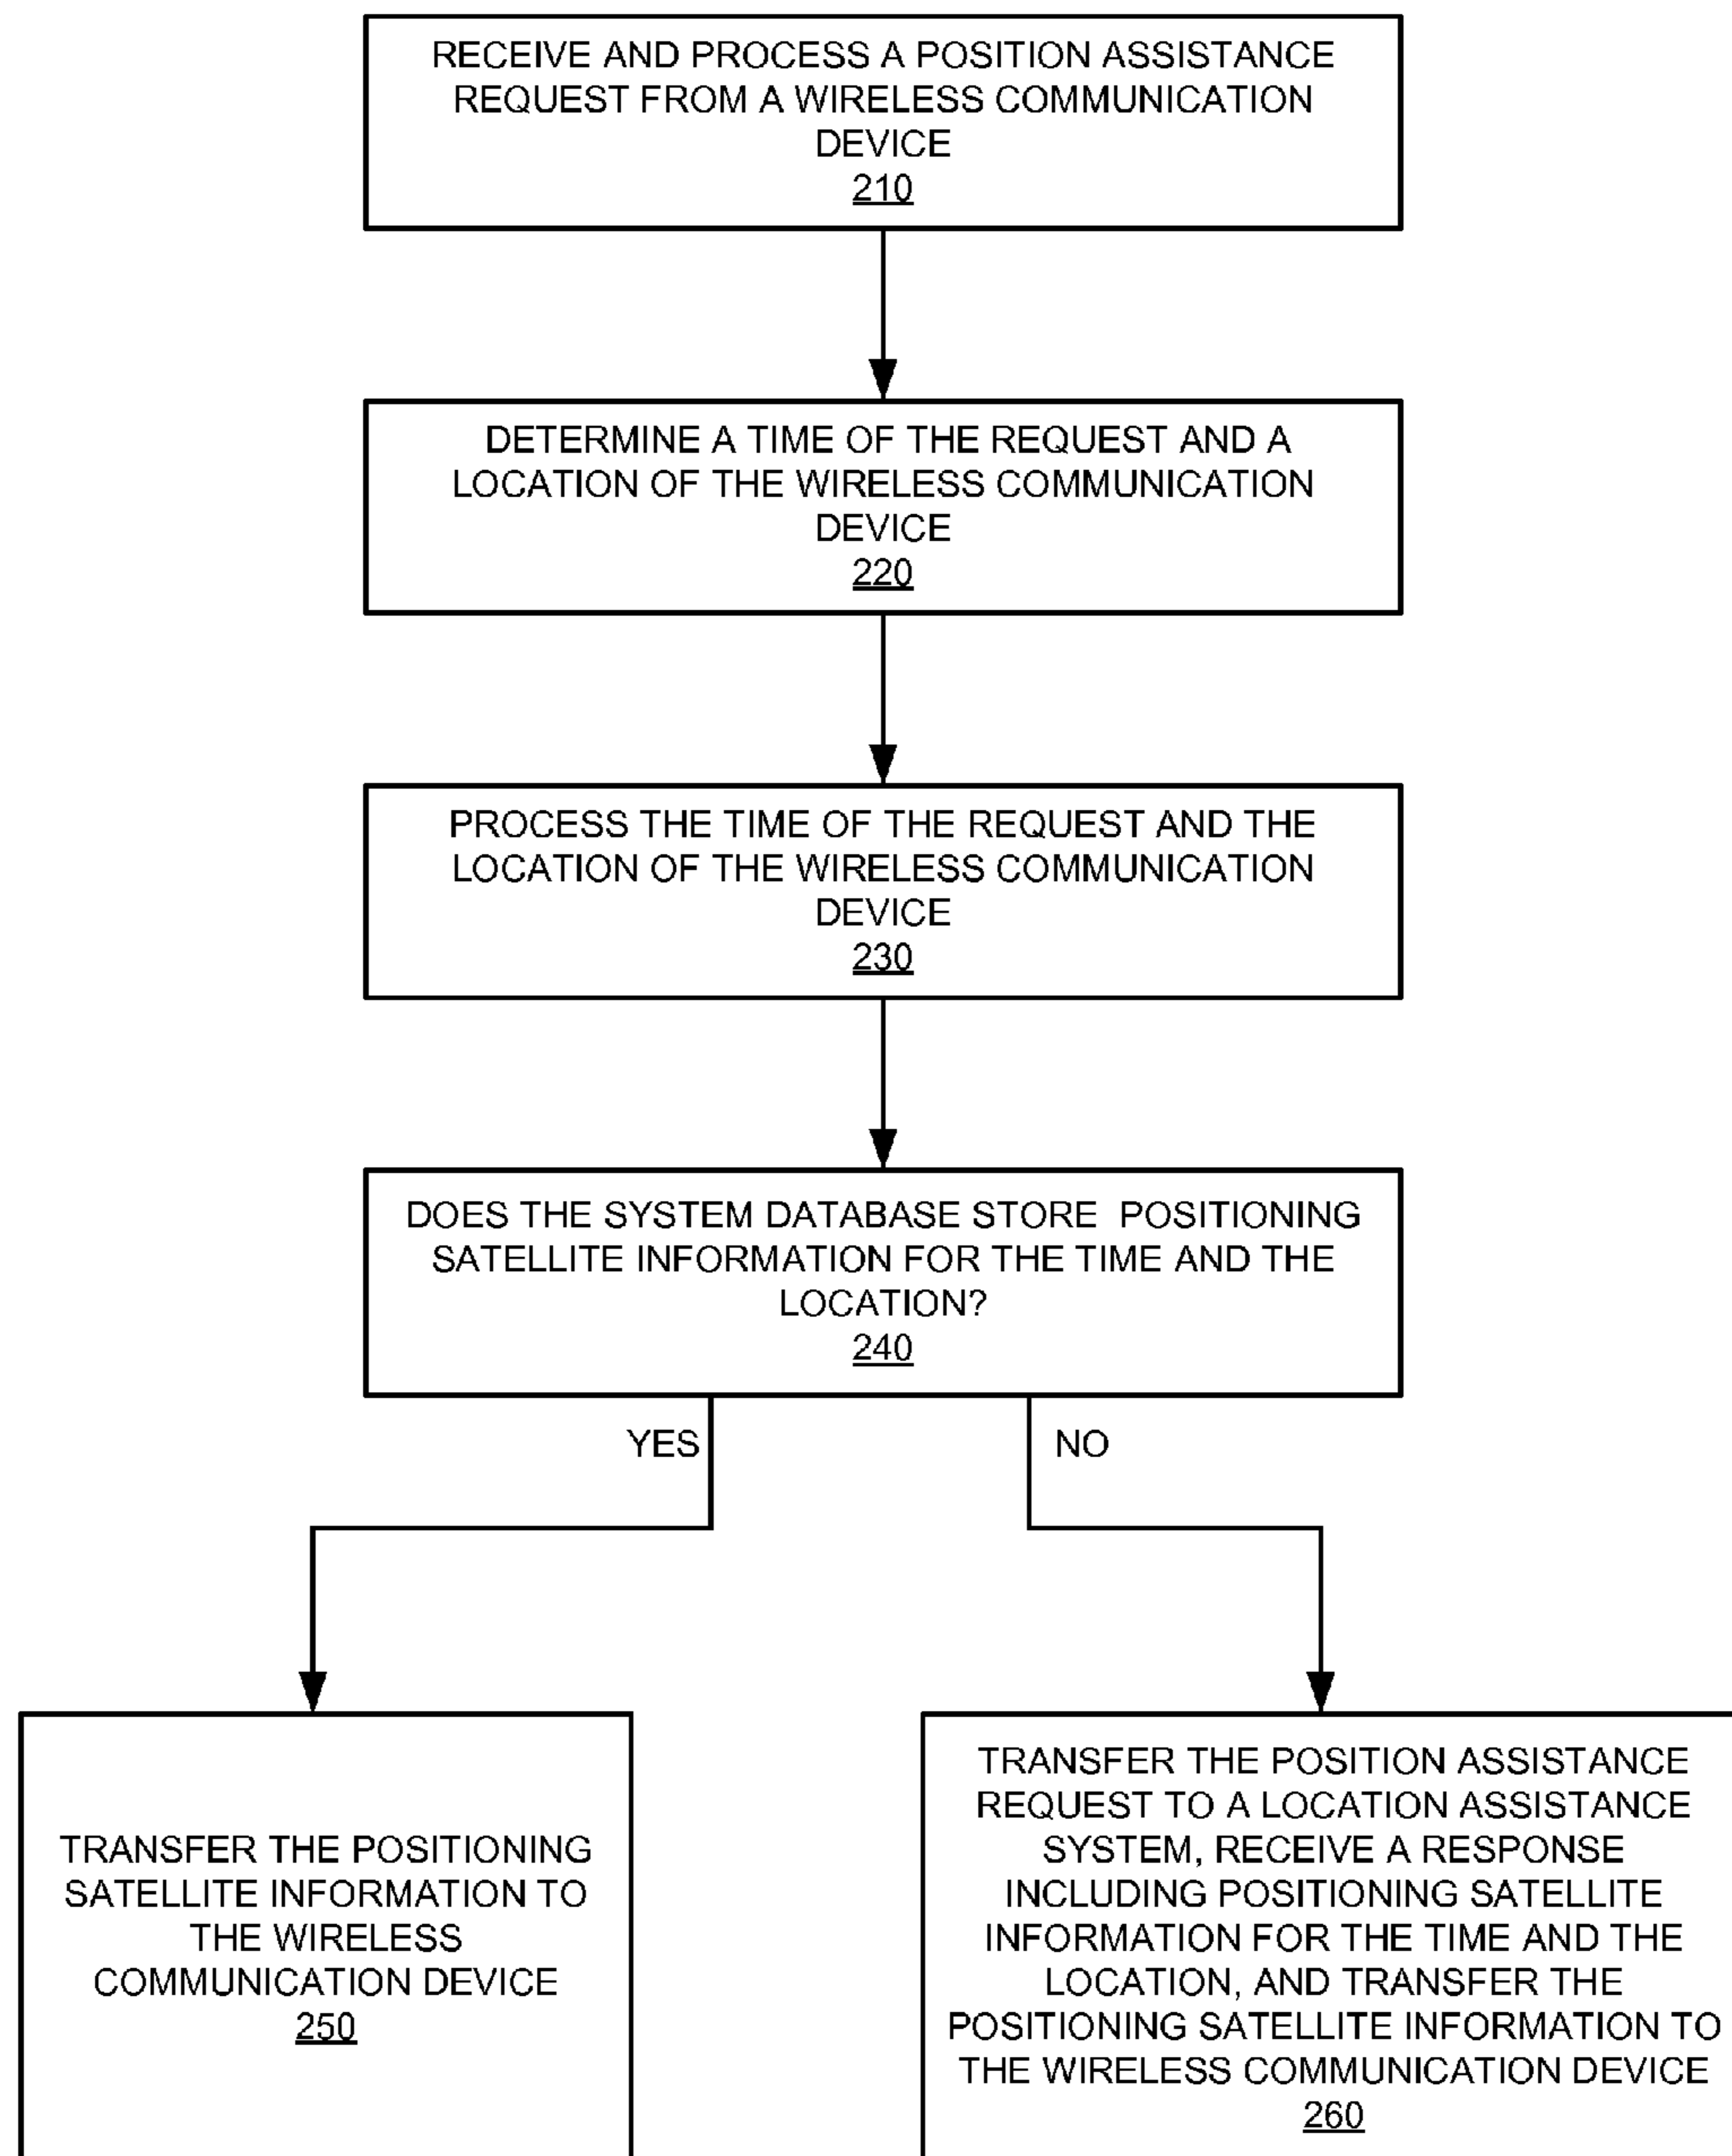 RECEIVE AND PROCESS A POSITION ASSISTANCE
REQUEST FROM A WIRELESS COMMUNICATION
DEVICE
210
DETERMINE A TIME OF THE REQUEST AND A
LOCATION OF THE WIRELESS COMMUNICATION
DEVICE
220
PROCESS THE TIME OF THE REQUEST AND THE
LOCATION OF THE WIRELESS COMMUNICATION
DEVICE
230
DOES THE SYSTEM DATABASE STORE POSITIONING
SATELLITE INFORMATION FOR THE TIME AND THE
LOCATION?
240
YES
NO
TRANSFER THE POSITIONING
SATELLITE INFORMATION TO
THE WIRELESS
COMMUNICATION DEVICE
250
TRANSFER THE POSITION ASSISTANCE
REQUEST TO A LOCATION ASSISTANCE
SYSTEM, RECEIVE A RESPONSE
INCLUDING POSITIONING SATELLITE
INFORMATION FOR THE TIME AND THE
LOCATION, AND TRANSFER THE
POSITIONING SATELLITE INFORMATION TO
THE WIRELESS COMMUNICATION DEVICE
260